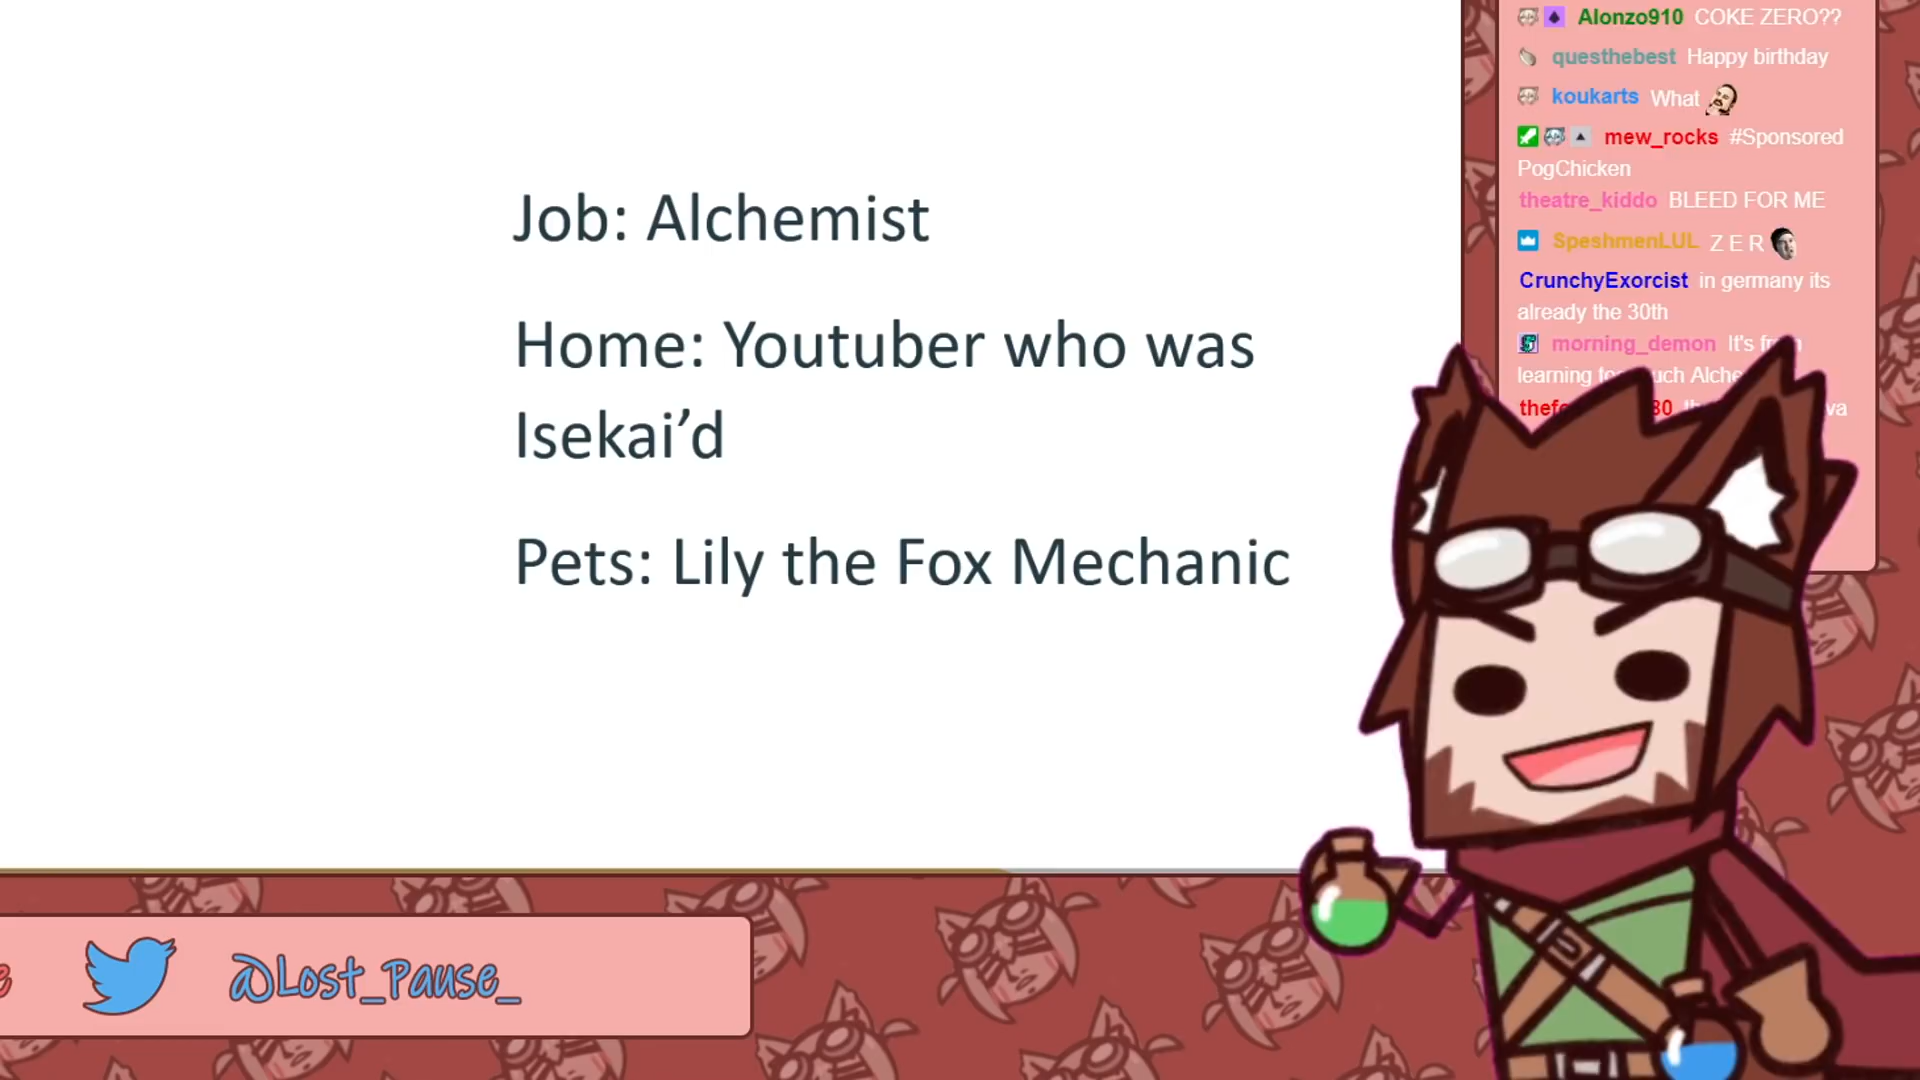 Job: Alchemist
Home: Youtuber who was
Isekai’d
Pets: Lily the Fox Mechanic
Alonzo910 COKE ZERO??
questhebest Happy birthday
koukarts What
mew_rocks #Sponsored
PogChicken
theatre_kiddo BLEED FOR ME
SpeshmenLUL Z E R
CrunchyExorcist in germany its
already the 30th
morning_demon It's
learning
@Lost_Pause_